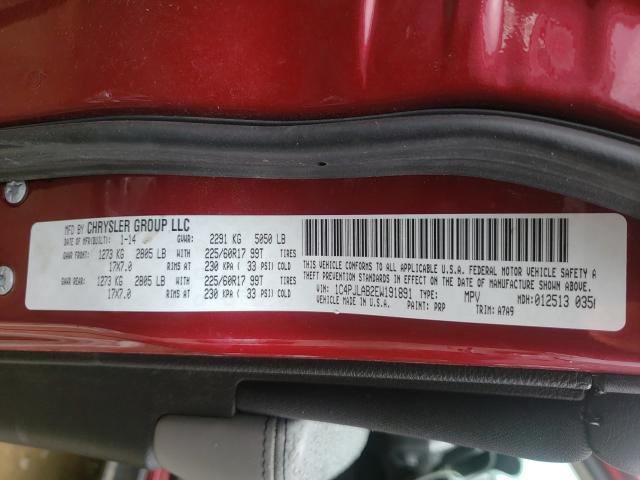 MFD BY CHRYSLER GROUP LLC
DATE OF MFR(BUILT): 1-14 GVWR: 2291 KG 5050 LB
GAWR FRONT: 1273 KG 2805 LB 225/60R17 99T TIRES
17X7.0 RIMS AT 230 KPA ( 33 PSI) COLD
GAWR REAR: 1273 KG 2805 LB 225/60R17 99T TIRES
17X7.0 RIMS AT 230 KPA ( 33 PSI) COLD
THIS VEHICLE CONFORMS TO ALL APPLICABLE U.S.A. FEDERAL MOTOR VEHICLE SAFETY A
THEFT PREVENTION STANDARDS IN EFFECT ON THE DATE OF MANUFACTURE SHOWN ABOVE.
VIN: 1C4PJLAB2EW191891 TYPE: MPV MDH:012513 035
MADE IN U.S.A. PAINT: PRP TRIM: A7A9